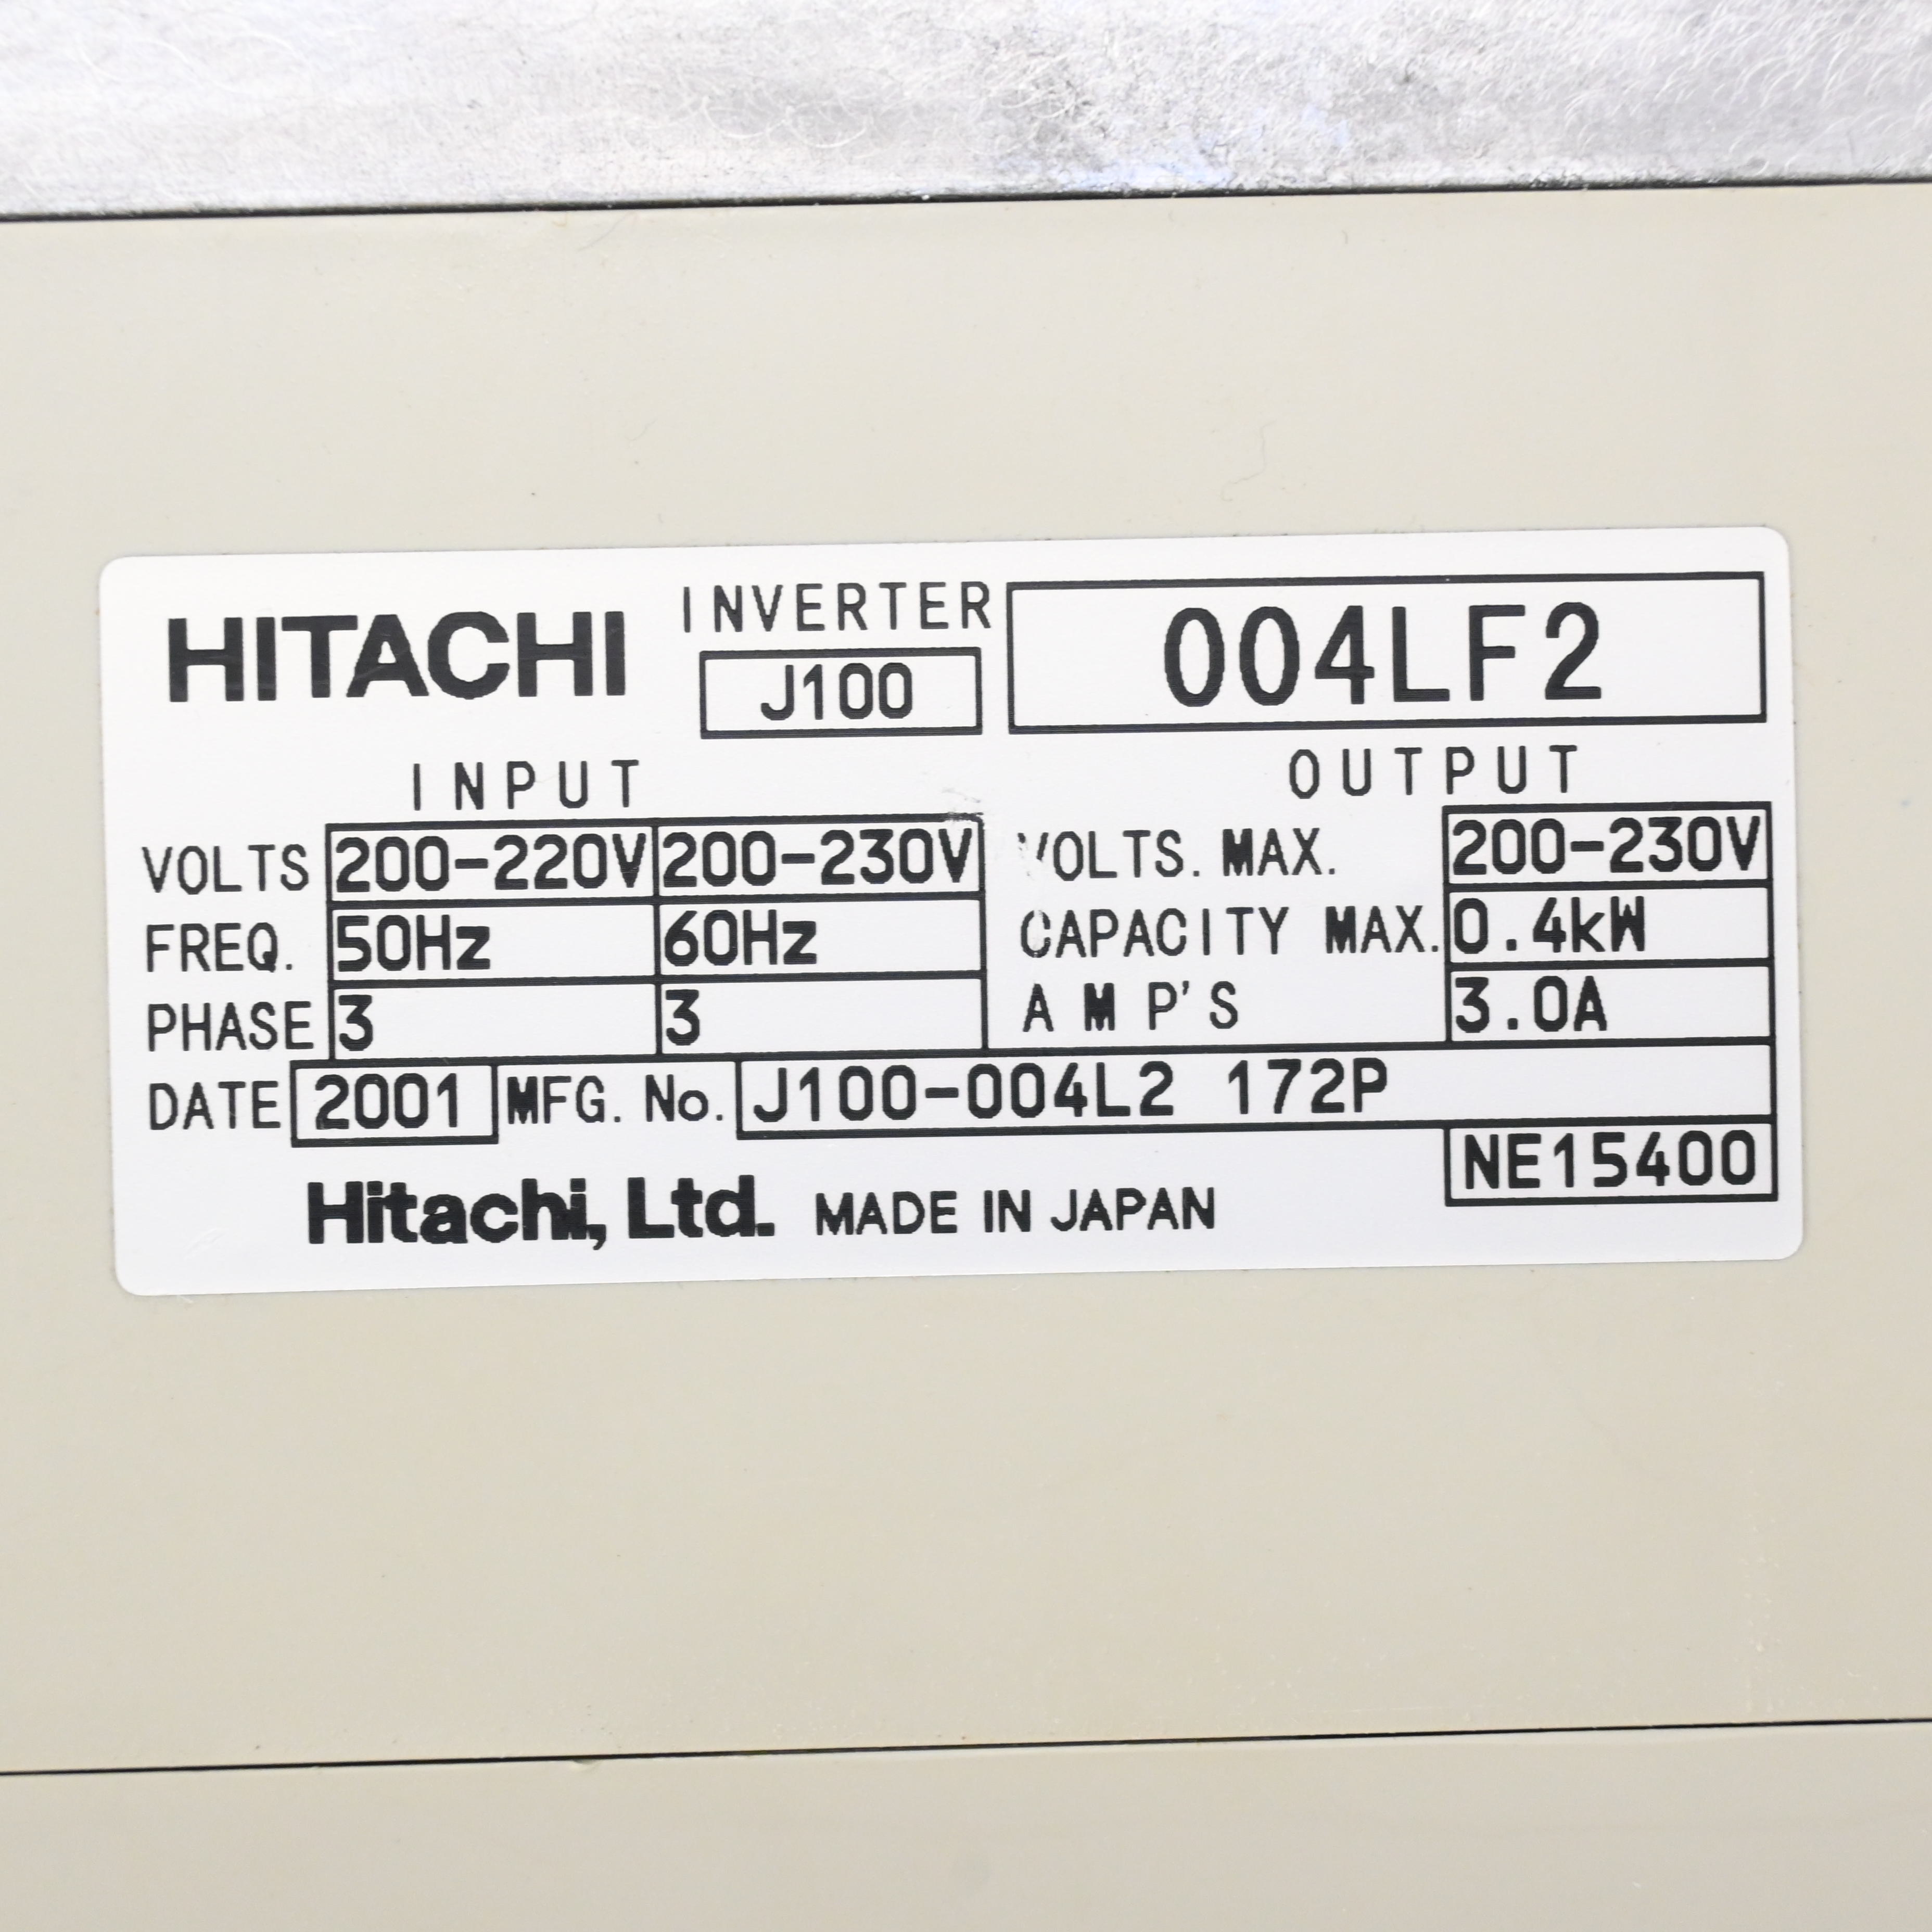 HITACHI INVERTER J100 004LF2
INPUT OUTPUT
VOLTS 200-220V 200-230V VOLTS. MAX. 200-230V
FREQ. 50Hz 60Hz CAPACITY MAX. 0.4kW
PHASE 3 3 AMP'S 3.0A
DATE 2001 MFG. No. J100-004L2 172P
NE15400
Hitachi, Ltd. MADE IN JAPAN